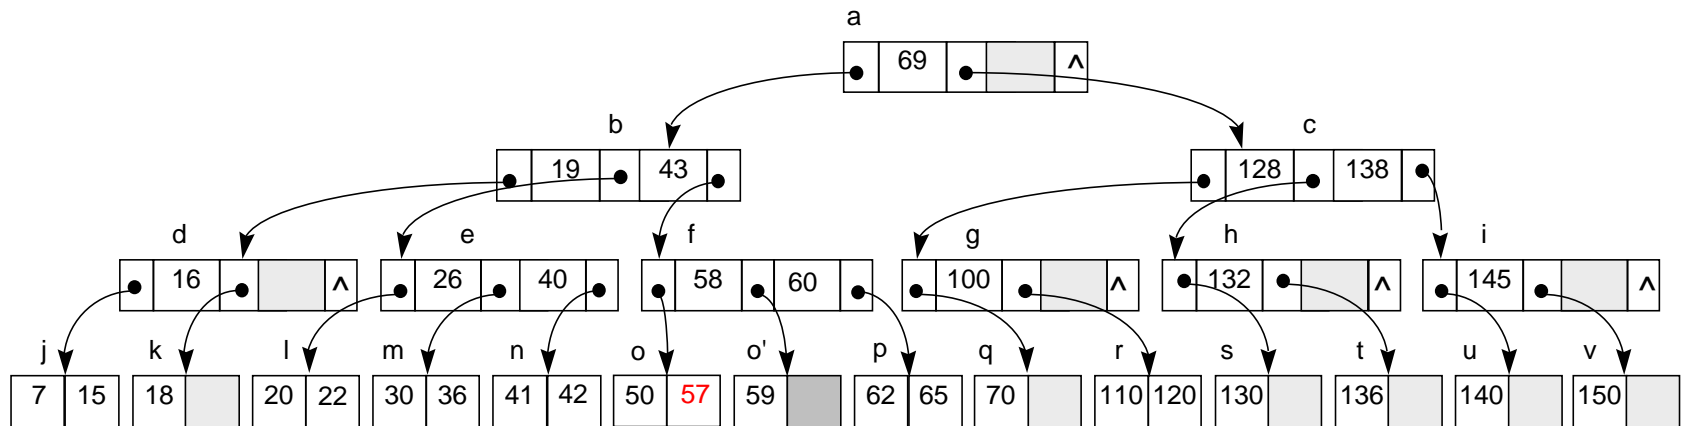 a
69 ^
b c
19 43 128 138
d e f g h i
16 ^ 26 40 58 60 100 ^ 132 ^ 145 ^
j k l m n o o' p q r s t u v
7 15 18 20 22 30 36 41 42 50 57 59 62 65 70 110 120 130 136 140 150